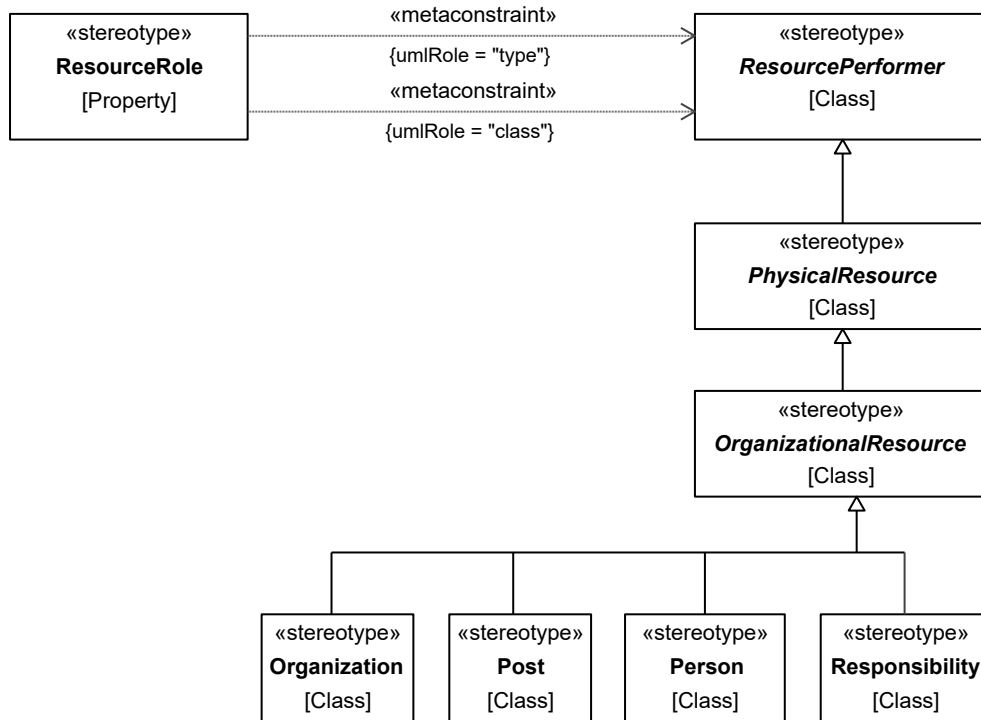 «stereotype»
ResourceRole
[Property]
«metaconstraint»
{umlRole = "type"}
«metaconstraint»
{umlRole = "class"}
«stereotype»
ResourcePerformer
[Class]
«stereotype»
PhysicalResource
[Class]
«stereotype»
OrganizationalResource
[Class]
«stereotype»
Organization
[Class]
«stereotype»
Post
[Class]
«stereotype»
Person
[Class]
«stereotype»
Responsibility
[Class]